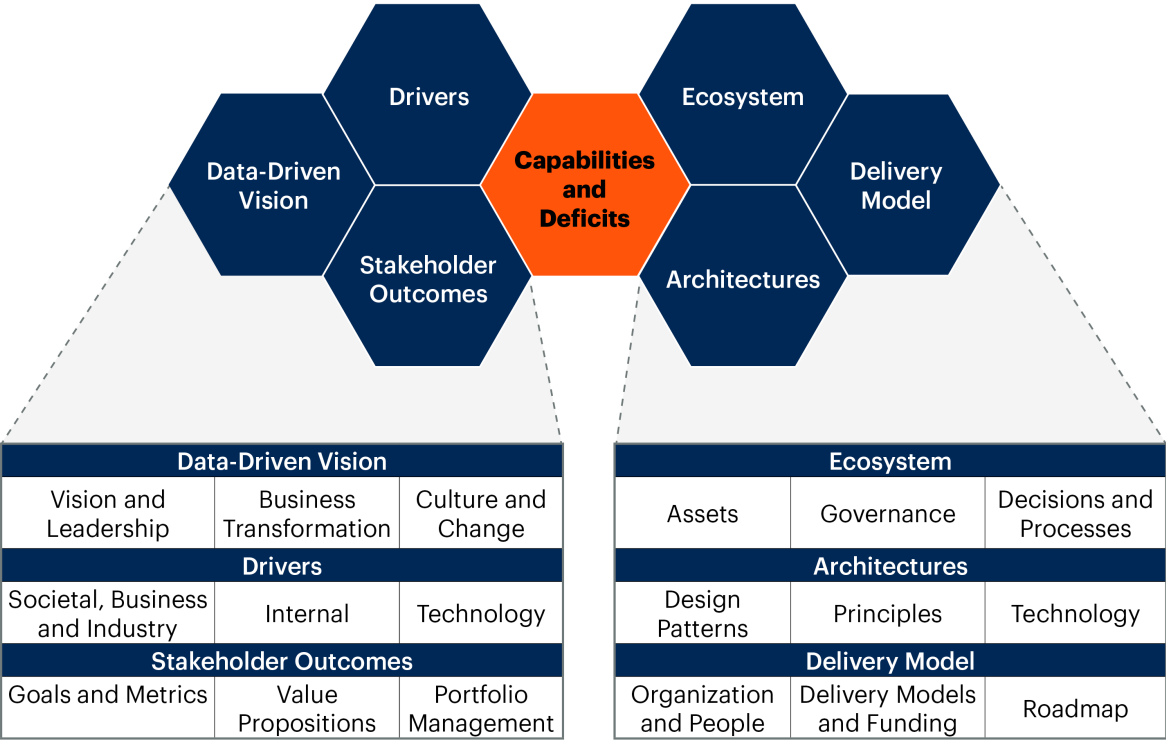 Drivers
Ecosystem
Data-Driven
Vision
Capabilities
and
Deficits
Delivery
Model
Stakeholder
Outcomes
Architectures
Data-Driven Vision
Vision and
Leadership
Business
Transformation
Culture and
Change
Drivers
Societal, Business
and Industry
Internal
Technology
Stakeholder Outcomes
Goals and Metrics
Value
Propositions
Portfolio
Management
Ecosystem
Assets
Governance
Decisions and
Processes
Architectures
Design
Patterns
Principles
Technology
Delivery Model
Organization
and People
Delivery Models
and Funding
Roadmap